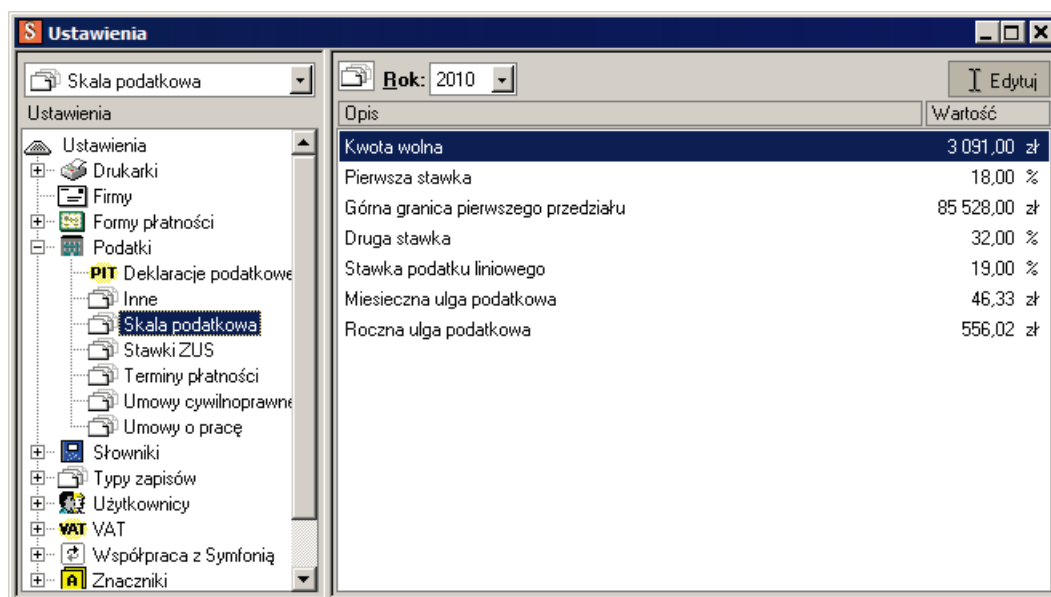 S Ustawienia
Skala podatkowa
Ustawienia
Ustawienia
Drukarki
Firmy
Formy płatności
Podatki
PIT Deklaracje podatkowe
Inne
Skala podatkowa
Stawki ZUS
Terminy płatności
Umowy cywilnoprawne
Umowy o pracę
Słowniki
Typy zapisów
Użytkownicy
VAT VAT
Współpraca z Symfonią
A Znaczniki
Rok: 2010 Edytuj
Opis Wartość
Kwota wolna 3 091,00 zł
Pierwsza stawka 18,00 %
Górna granica pierwszego przedziału 85 528,00 zł
Druga stawka 32,00 %
Stawka podatku liniowego 19,00 %
Miesieczna ulga podatkowa 46,33 zł
Roczna ulga podatkowa 556,02 zł